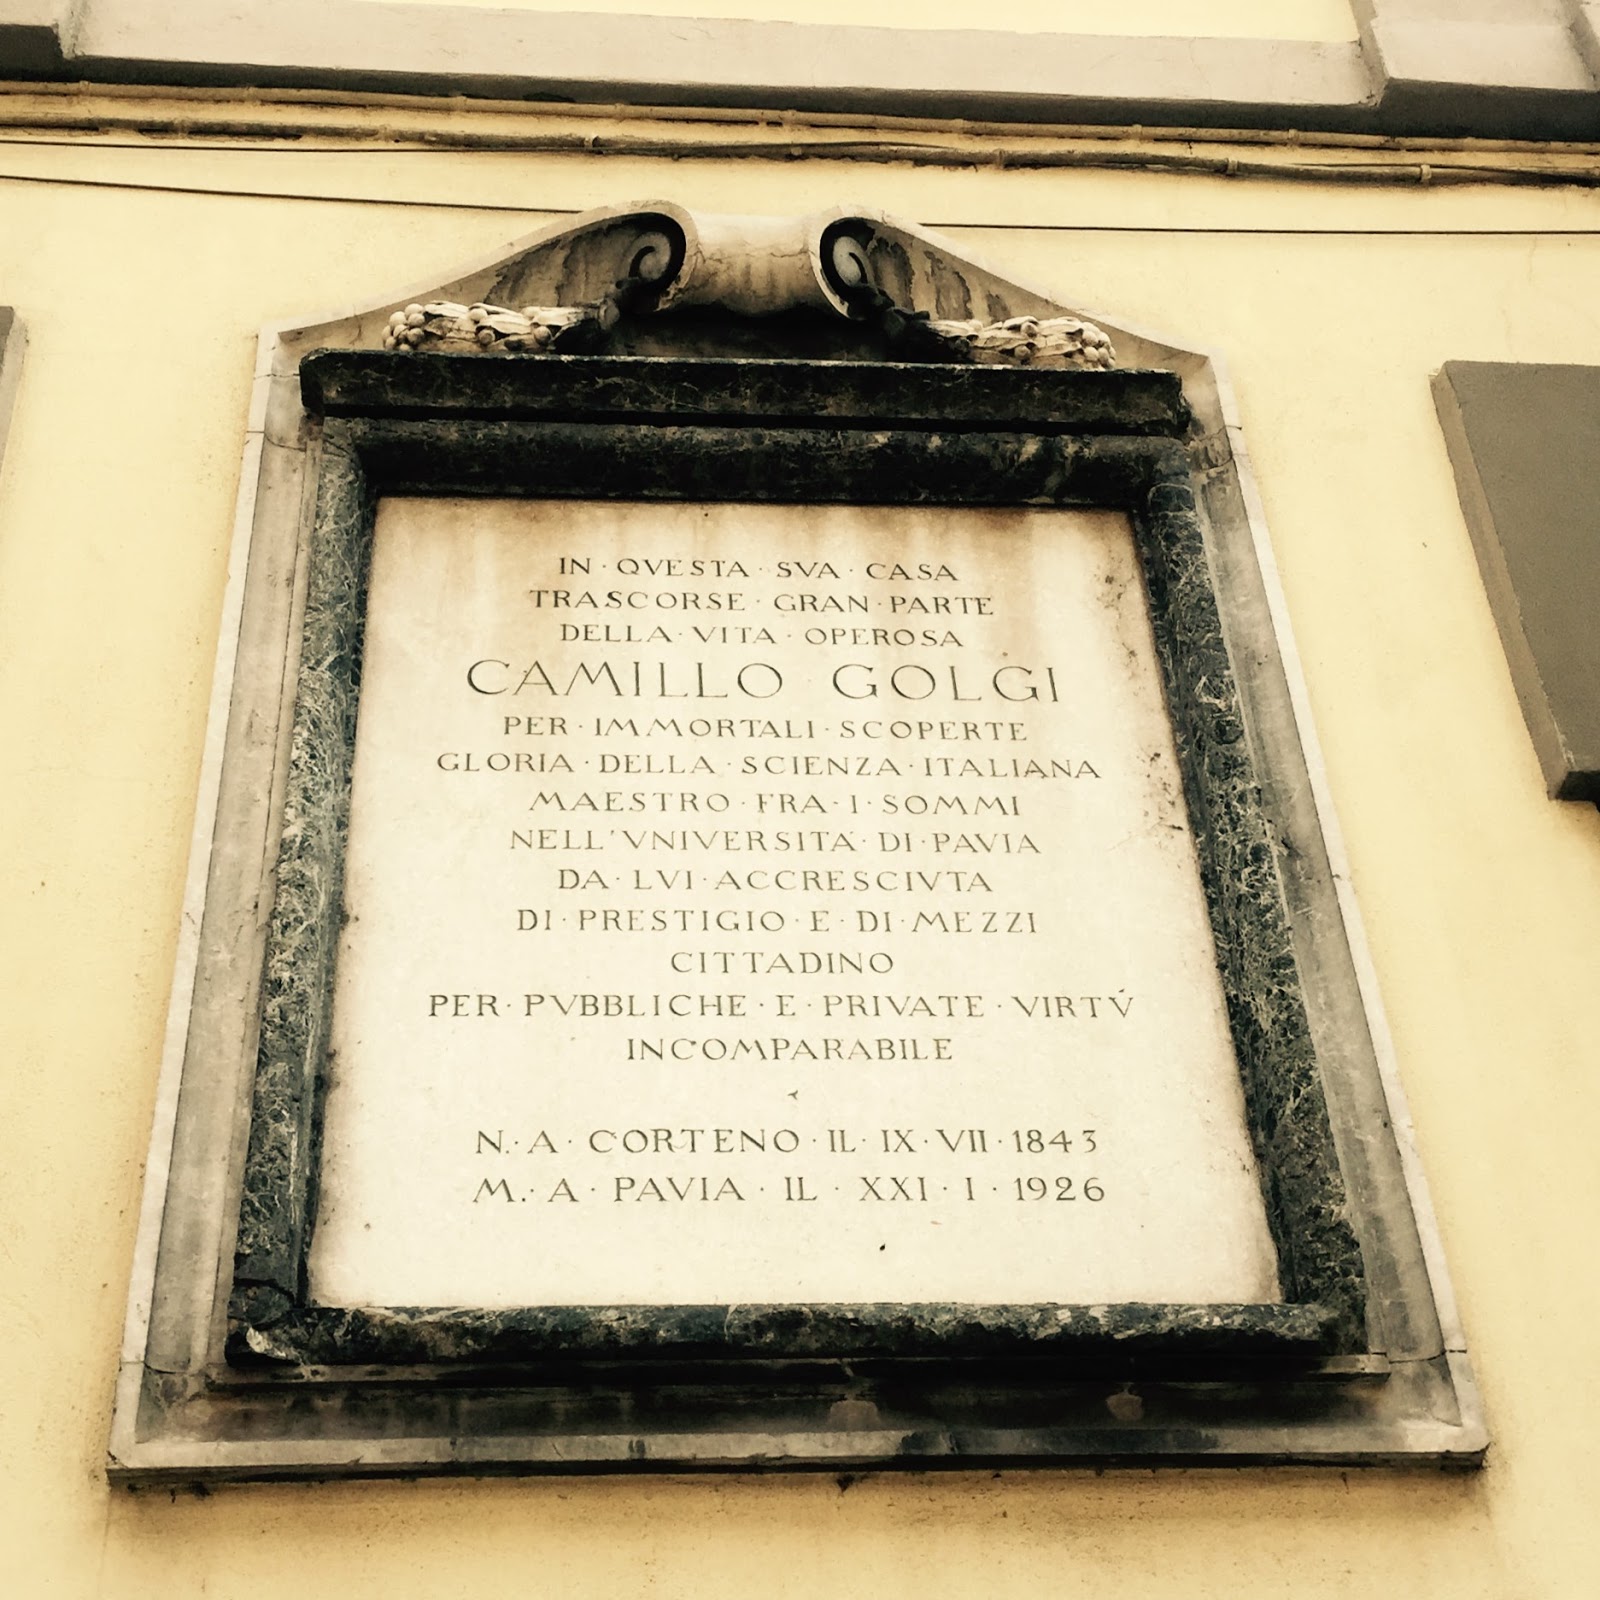 IN · QVESTA · SVA · CASA
TRASCORSE · GRAN · PARTE
DELLA · VITA · OPEROSA
CAMILLO GOLGI
PER · IMMORTALI · SCOPERTE
GLORIA · DELLA · SCIENZA · ITALIANA
MAESTRO · FRA · I · SOMMI
NELL'VNIVERSITÀ · DI · PAVIA
DA · LVI · ACCRESCIVTA
DI · PRESTIGIO · E · DI · MEZZI
CITTADINO
PER · PVBBLICHE · E · PRIVATE · VIRTV́
INCOMPARABILE
N. · A · CORTENO · IL · IX · VII · 1843
M. · A · PAVIA · IL · XXI · I · 1926